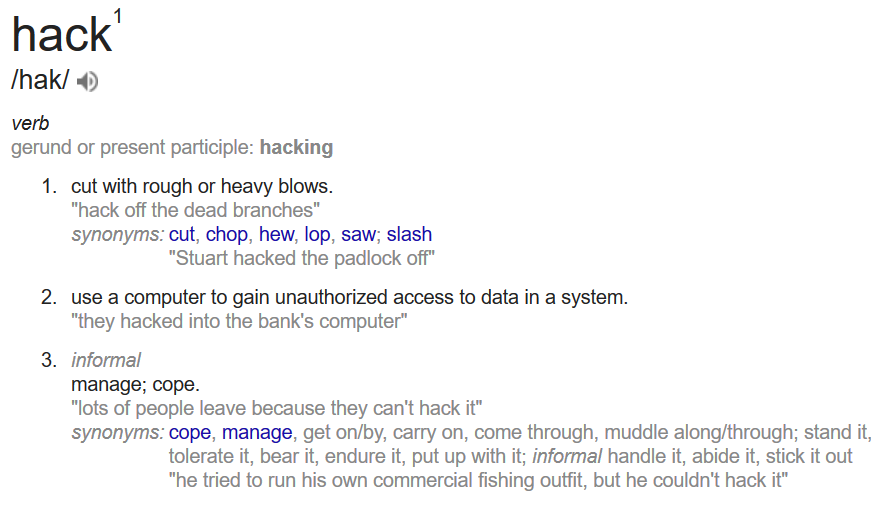 hack1
/hak/
verb
gerund or present participle: hacking
1. cut with rough or heavy blows.
"hack off the dead branches"
synonyms: cut, chop, hew, lop, saw; slash
"Stuart hacked the padlock off"
2. use a computer to gain unauthorized access to data in a system.
"they hacked into the bank's computer"
3. informal
manage; cope.
"lots of people leave because they can't hack it"
synonyms: cope, manage, get on/by, carry on, come through, muddle along/through; stand it,
tolerate it, bear it, endure it, put up with it; informal handle it, abide it, stick it out
"he tried to run his own commercial fishing outfit, but he couldn't hack it"